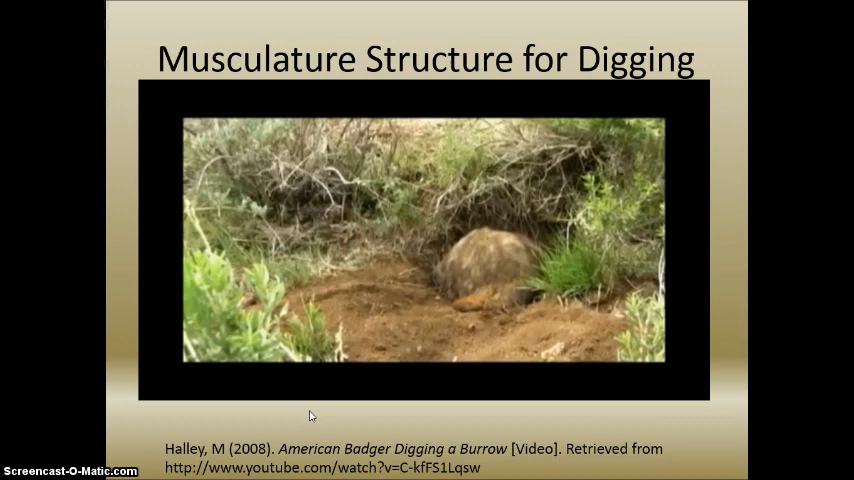 Musculature Structure for Digging
Halley, M (2008). American Badger Digging a Burrow [Video]. Retrieved from
http://www.youtube.com/watch?v=C-kfFS1Lqsw
Screencast-O-Matic.com